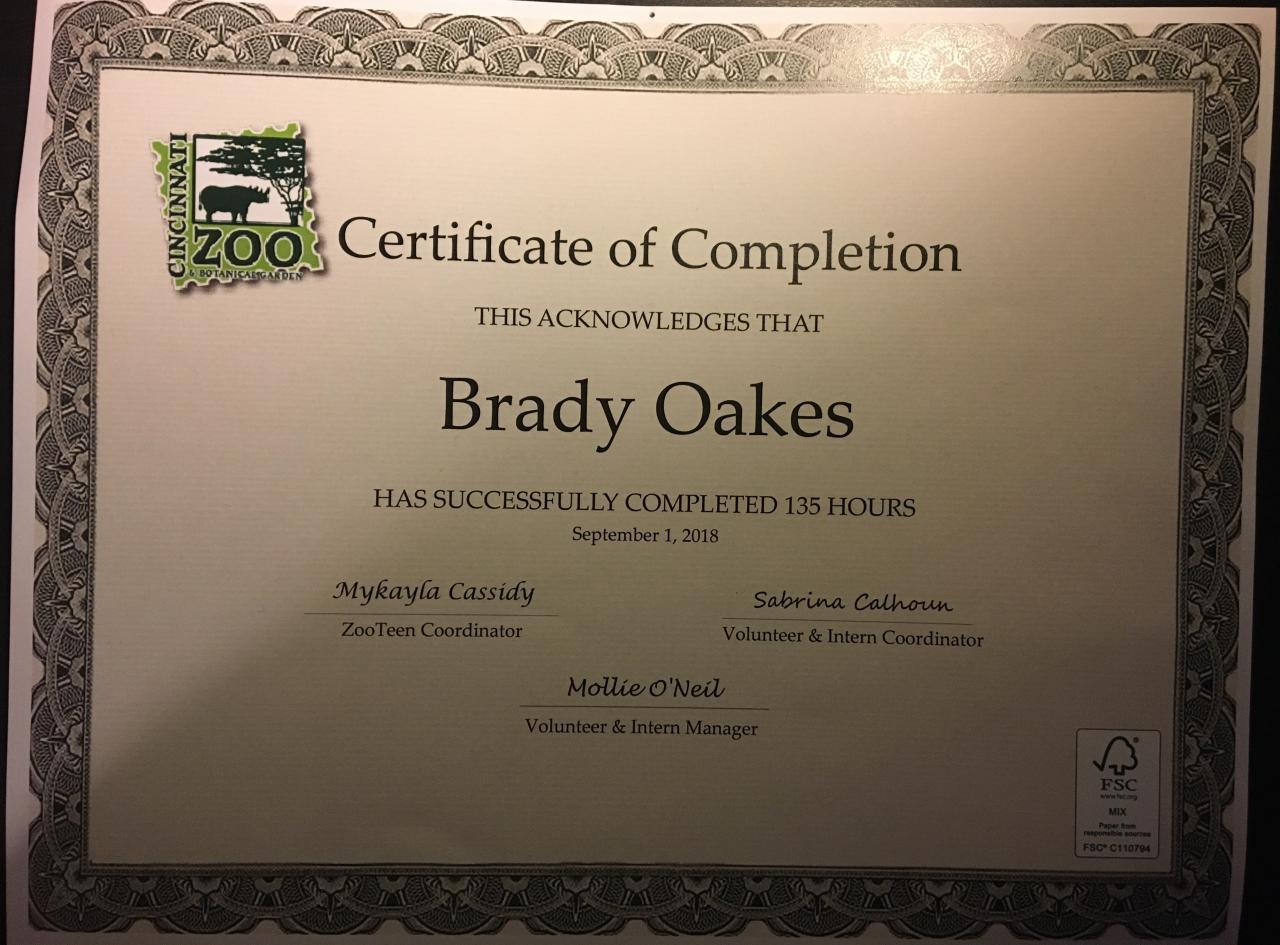 CINCINNATI
ZOO
& BOTANICAL GARDEN
Certificate of Completion
THIS ACKNOWLEDGES THAT
Brady Oakes
HAS SUCCESSFULLY COMPLETED 135 HOURS
September 1, 2018
Mykayla Cassidy
ZooTeen Coordinator
Sabrina Calhoun
Volunteer & Intern Coordinator
Mollie O'Neil
Volunteer & Intern Manager
®
FSC
www.fsc.org
MIX
Paper from
responsible sources
FSC® C110794